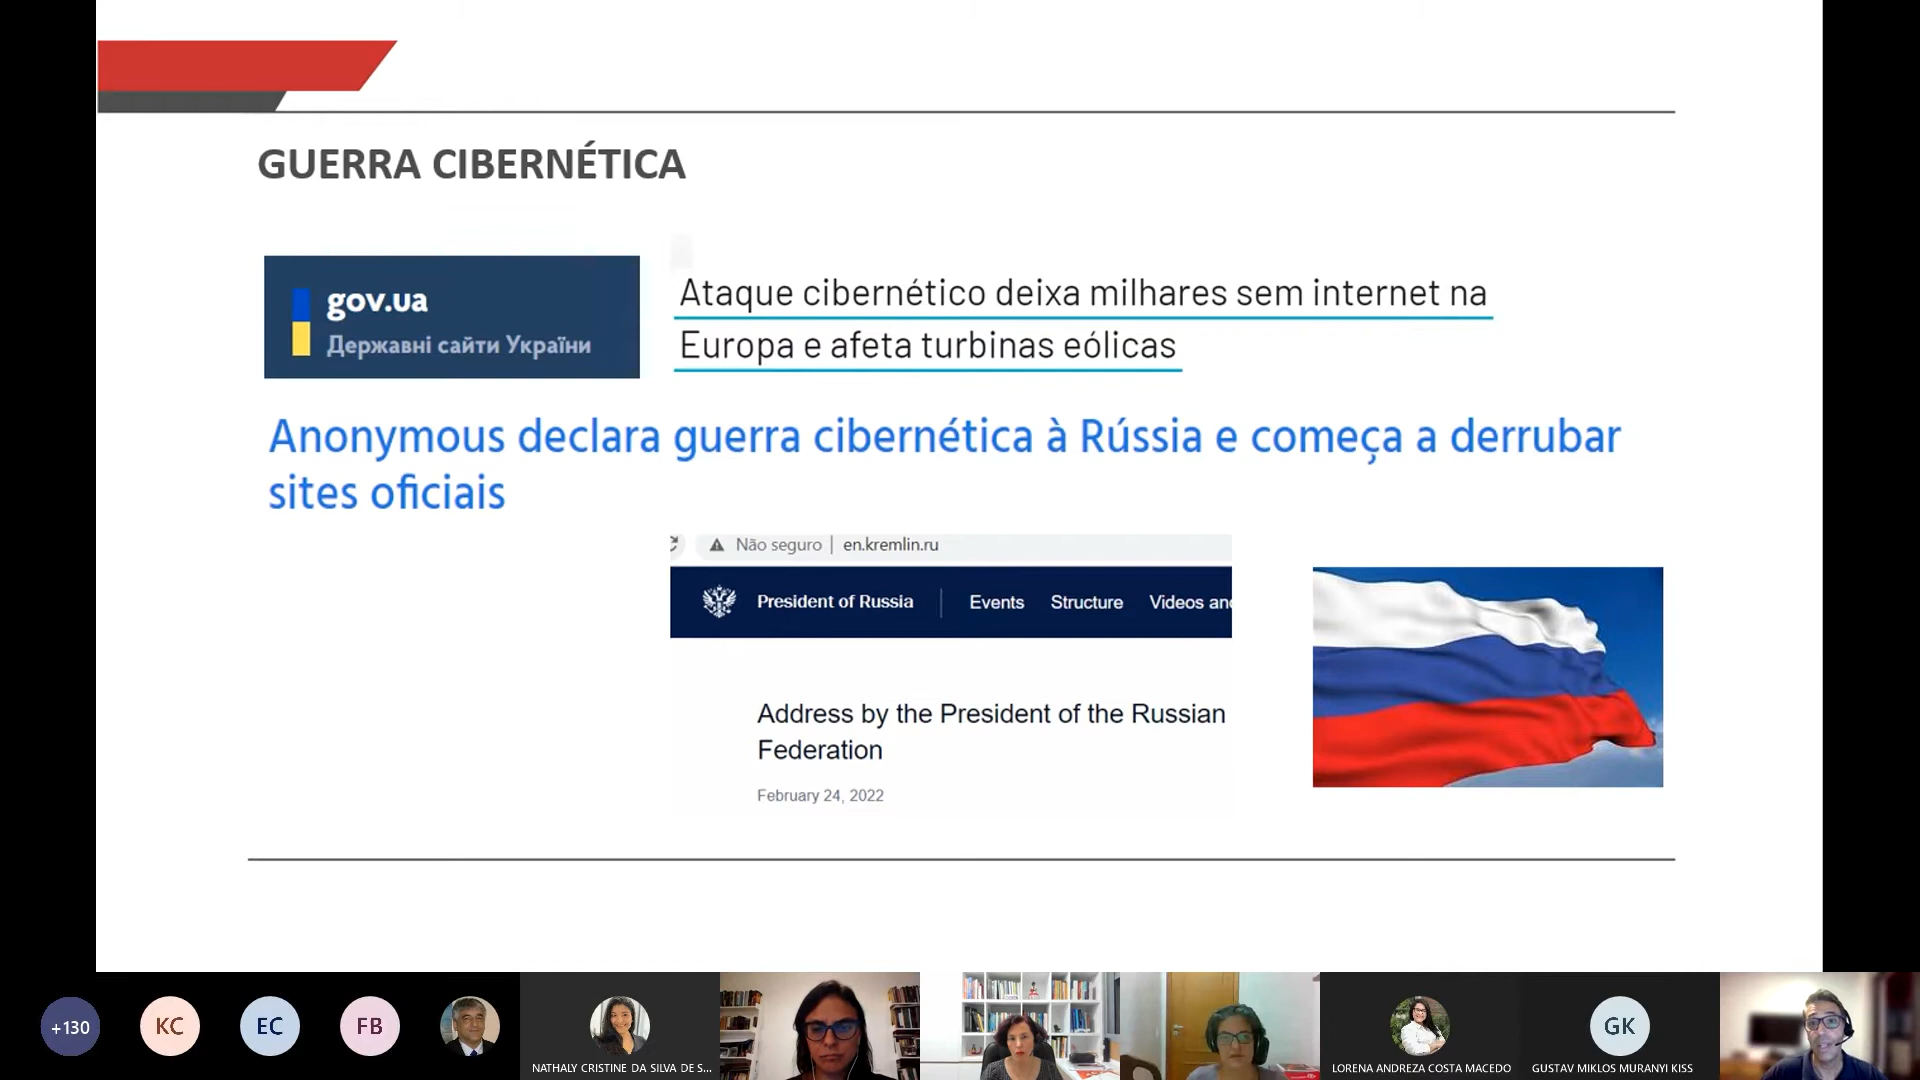 GUERRA CIBERNÉTICA
gov.ua
Державні сайти України
Ataque cibernético deixa milhares sem internet na
Europa e afeta turbinas eólicas
Anonymous declara guerra cibernética à Rússia e começa a derrubar
sites oficiais
Não seguro | en.kremlin.ru
President of Russia | Events Structure Videos and
Address by the President of the Russian
Federation
February 24, 2022
+130
KC
EC
FB
NATHALY CRISTINE DA SILVA DE S...
LORENA ANDREZA COSTA MACEDO
GK
GUSTAV MIKLOS MURANYI KISS